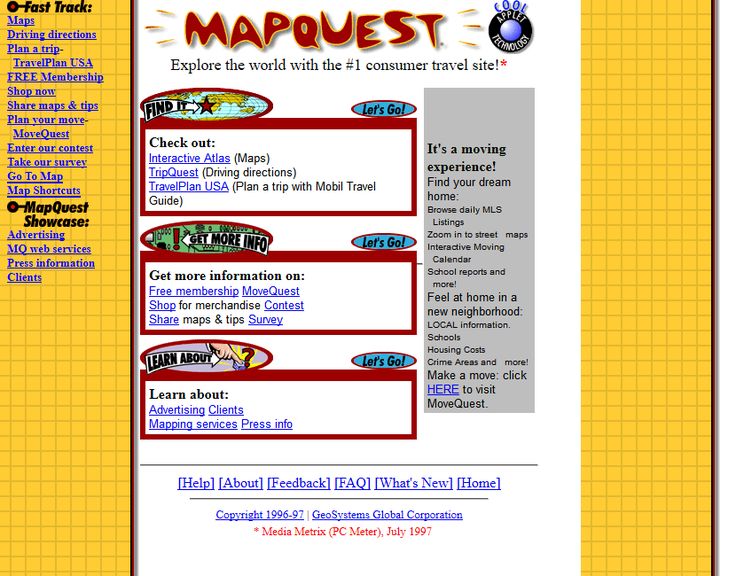 Fast Track:
Maps
Driving directions
Plan a trip-
TravelPlan USA
FREE Membership
Shop now
Share maps & tips
Plan your move-
MoveQuest
Enter our contest
Take our survey
Go To Map
Map Shortcuts
MapQuest
Showcase:
Advertising
MQ web services
Press information
Clients
MAPQUEST
COOL
APPLET
TECHNOLOGY
Explore the world with the #1 consumer travel site!*
FIND IT
Let's Go!
Check out:
Interactive Atlas (Maps)
TripQuest (Driving directions)
TravelPlan USA (Plan a trip with Mobil Travel
Guide)
GET MORE INFO
Let's Go!
Get more information on:
Free membership MoveQuest
Shop for merchandise Contest
Share maps & tips Survey
LEARN ABOUT
Let's Go!
Learn about:
Advertising Clients
Mapping services Press info
It's a moving
experience!
Find your dream
home:
Browse daily MLS
Listings
Zoom in to street maps
Interactive Moving
Calendar
School reports and
more!
Feel at home in a
new neighborhood:
LOCAL information.
Schools
Housing Costs
Crime Areas and more!
Make a move: click
HERE to visit
MoveQuest.
[Help] [About] [Feedback] [FAQ] [What's New] [Home]
Copyright 1996-97 | GeoSystems Global Corporation
* Media Metrix (PC Meter), July 1997